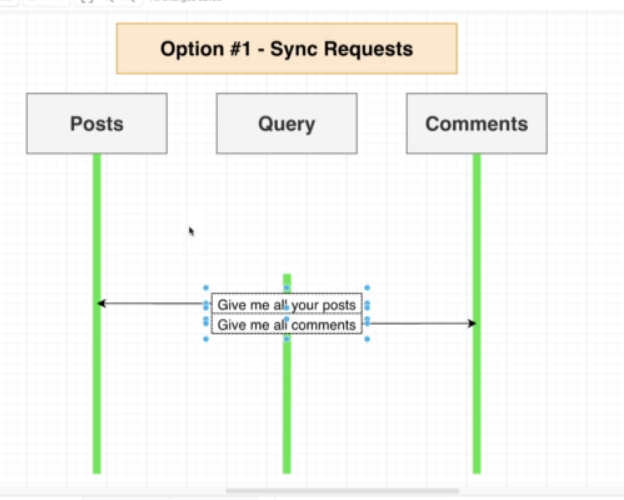 Option #1 - Sync Requests
Posts
Query
Comments
Give me all your posts
Give me all comments